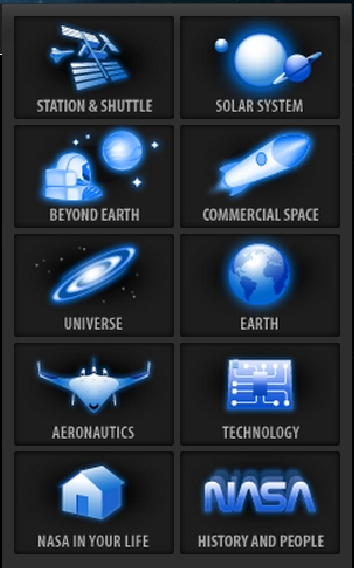 STATION & SHUTTLE
SOLAR SYSTEM
BEYOND EARTH
COMMERCIAL SPACE
UNIVERSE
EARTH
AERONAUTICS
TECHNOLOGY
NASA IN YOUR LIFE
NASA
HISTORY AND PEOPLE